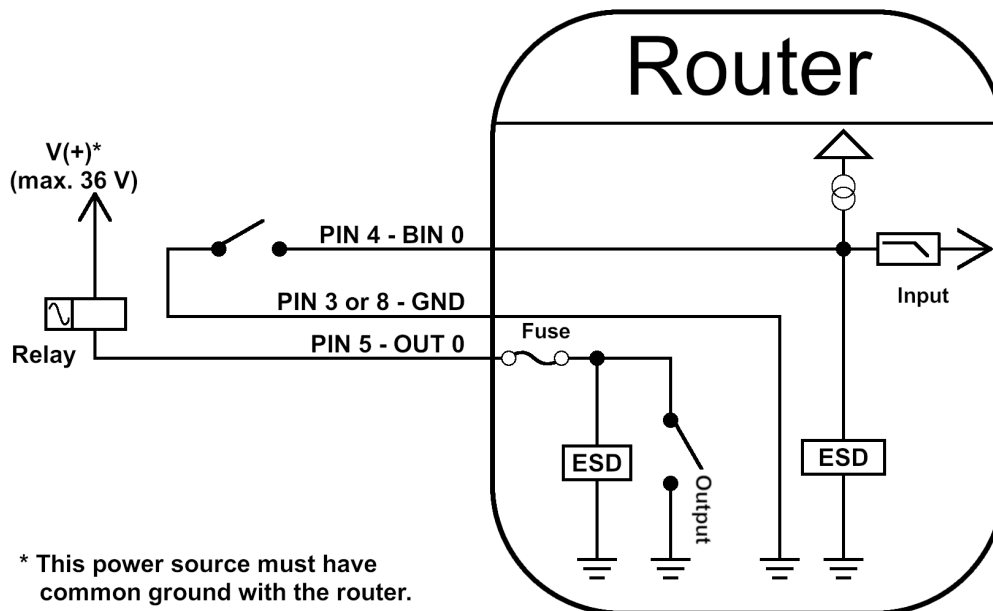 Router
V(+)*
(max. 36 V)
PIN 4 - BIN 0
Input
PIN 3 or 8 - GND
Fuse
PIN 5 - OUT 0
Relay
ESD
ESD
Output
* This power source must have
common ground with the router.